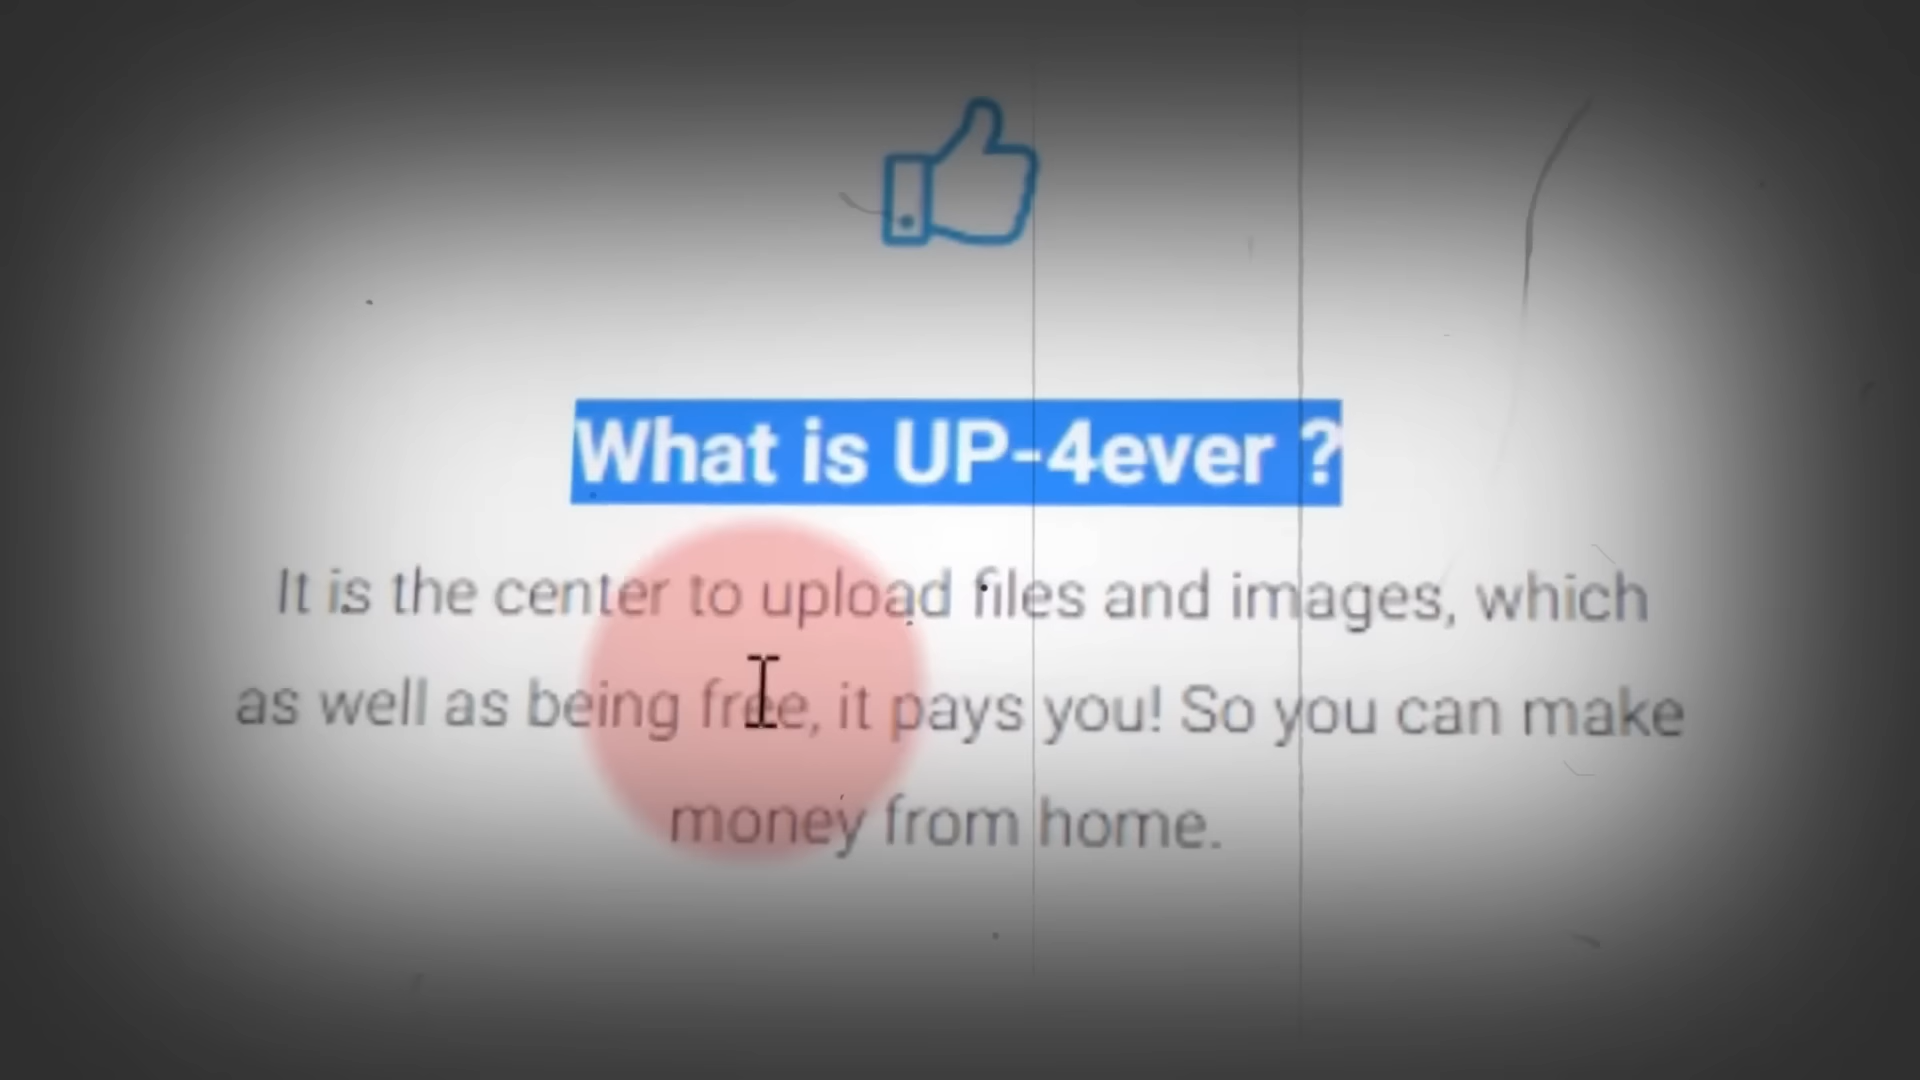 What is UP-4ever ?
It is the center to upload files and images, which
as well as being free, it pays you! So you can make
money from home.